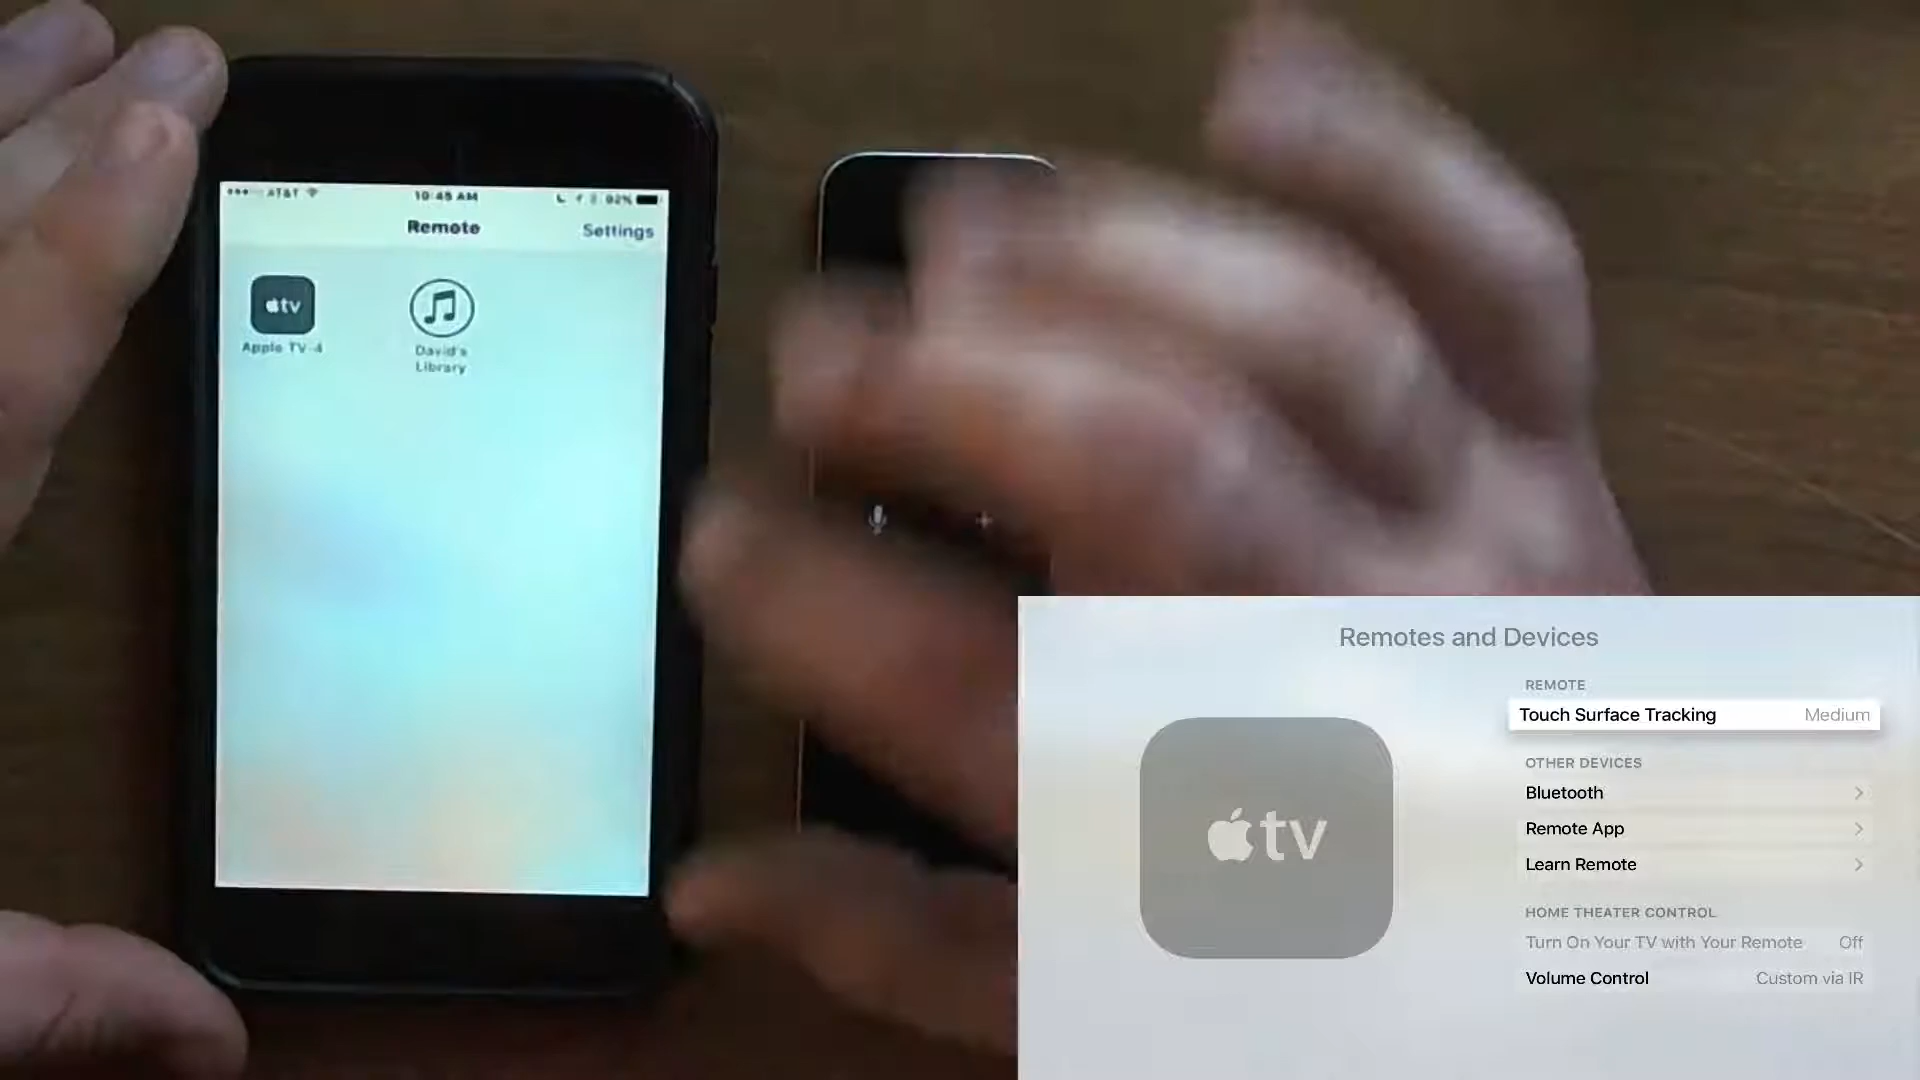 AT&T
10:45 AM
92%
Remote
Settings
tv
Apple TV-4
David's
Library
Remotes and Devices
REMOTE
Touch Surface Tracking Medium
tv
OTHER DEVICES
Bluetooth
Remote App
Learn Remote
HOME THEATER CONTROL
Turn On Your TV with Your Remote Off
Volume Control Custom via IR